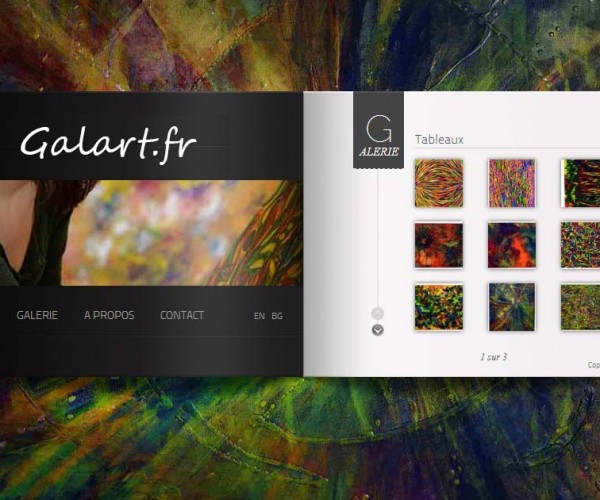 Galart.fr
GALERIE A PROPOS CONTACT EN BG
G
ALERIE
Tableaux
1 sur 3
Cop